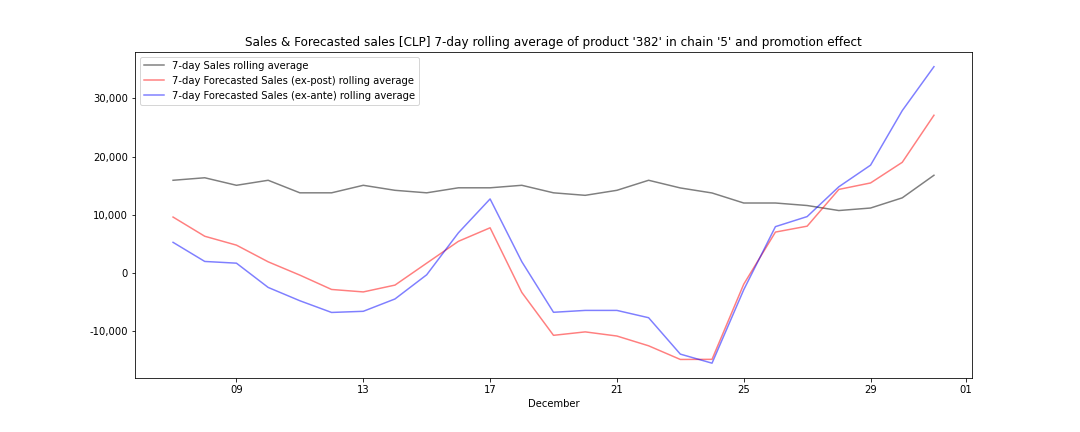 Sales & Forecasted sales [CLP] 7-day rolling average of product '382' in chain '5' and promotion effect
7-day Sales rolling average
7-day Forecasted Sales (ex-post) rolling average
7-day Forecasted Sales (ex-ante) rolling average
30,000
20,000
10,000
0
-10,000
09 13 17 21 25 29 01
December